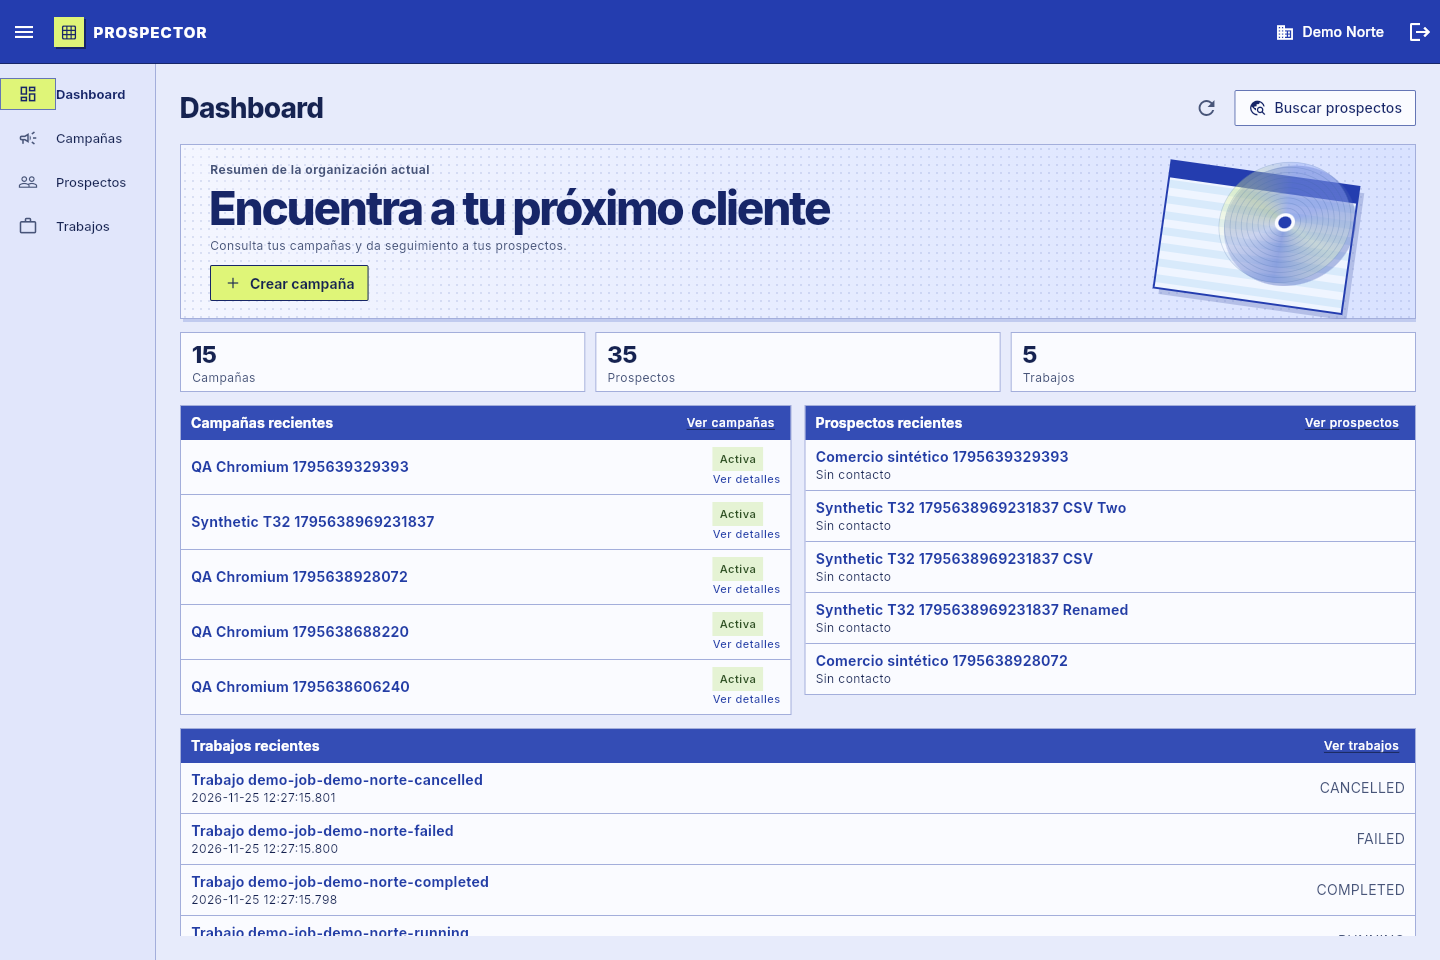 PROSPECTOR
Demo Norte
Dashboard
Campañas
Prospectos
Trabajos
Dashboard
Buscar prospectos
Resumen de la organización actual
Encuentra a tu próximo cliente
Consulta tus campañas y da seguimiento a tus prospectos.
Crear campaña
15
Campañas
35
Prospectos
5
Trabajos
Campañas recientes
Ver campañas
QA Chromium 1795639329393
Activa
Ver detalles
Synthetic T32 1795638969231837
Activa
Ver detalles
QA Chromium 1795638928072
Activa
Ver detalles
QA Chromium 1795638688220
Activa
Ver detalles
QA Chromium 1795638606240
Activa
Ver detalles
Prospectos recientes
Ver prospectos
Comercio sintético 1795639329393
Sin contacto
Synthetic T32 1795638969231837 CSV Two
Sin contacto
Synthetic T32 1795638969231837 CSV
Sin contacto
Synthetic T32 1795638969231837 Renamed
Sin contacto
Comercio sintético 1795638928072
Sin contacto
Trabajos recientes
Ver trabajos
Trabajo demo-job-demo-norte-cancelled
2026-11-25 12:27:15.801
CANCELLED
Trabajo demo-job-demo-norte-failed
2026-11-25 12:27:15.800
FAILED
Trabajo demo-job-demo-norte-completed
2026-11-25 12:27:15.798
COMPLETED
Trabajo demo-job-demo-norte-running